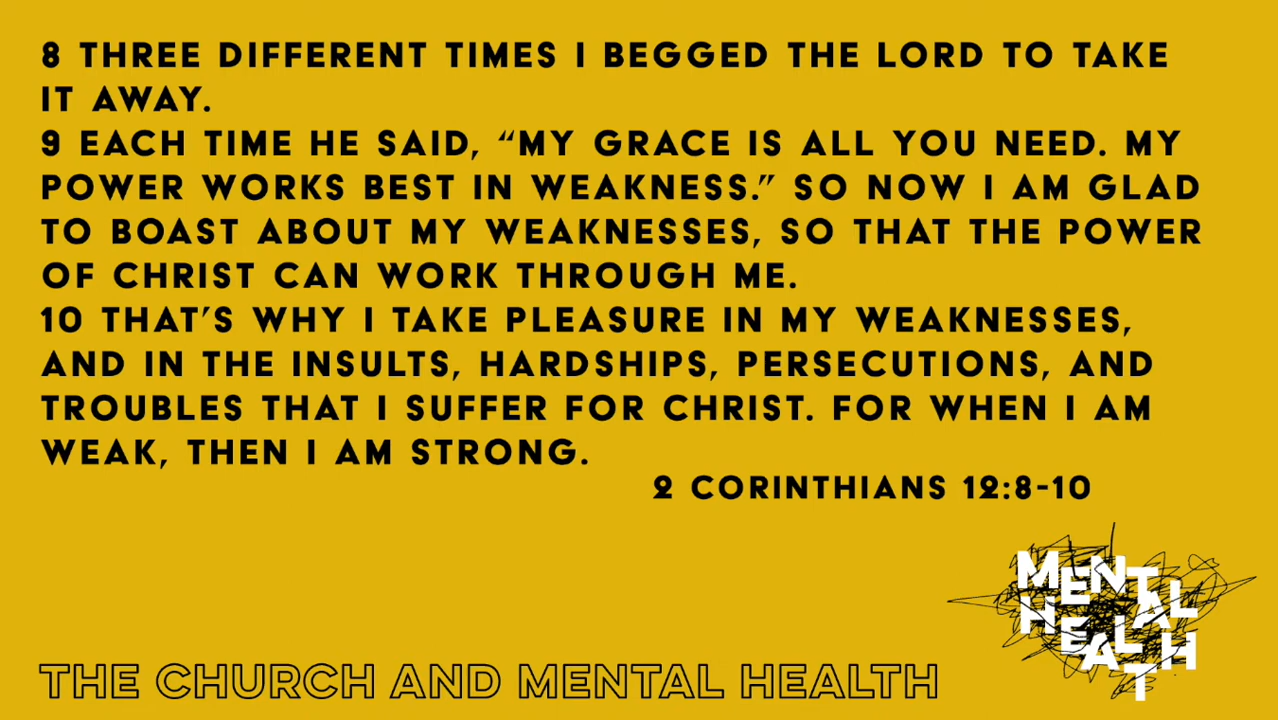 8 THREE DIFFERENT TIMES I BEGGED THE LORD TO TAKE
IT AWAY.
9 EACH TIME HE SAID, “MY GRACE IS ALL YOU NEED. MY
POWER WORKS BEST IN WEAKNESS.” SO NOW I AM GLAD
TO BOAST ABOUT MY WEAKNESSES, SO THAT THE POWER
OF CHRIST CAN WORK THROUGH ME.
10 THAT’S WHY I TAKE PLEASURE IN MY WEAKNESSES,
AND IN THE INSULTS, HARDSHIPS, PERSECUTIONS, AND
TROUBLES THAT I SUFFER FOR CHRIST. FOR WHEN I AM
WEAK, THEN I AM STRONG.
2 CORINTHIANS 12:8-10
MENTAL
HEALTH
THE CHURCH AND MENTAL HEALTH